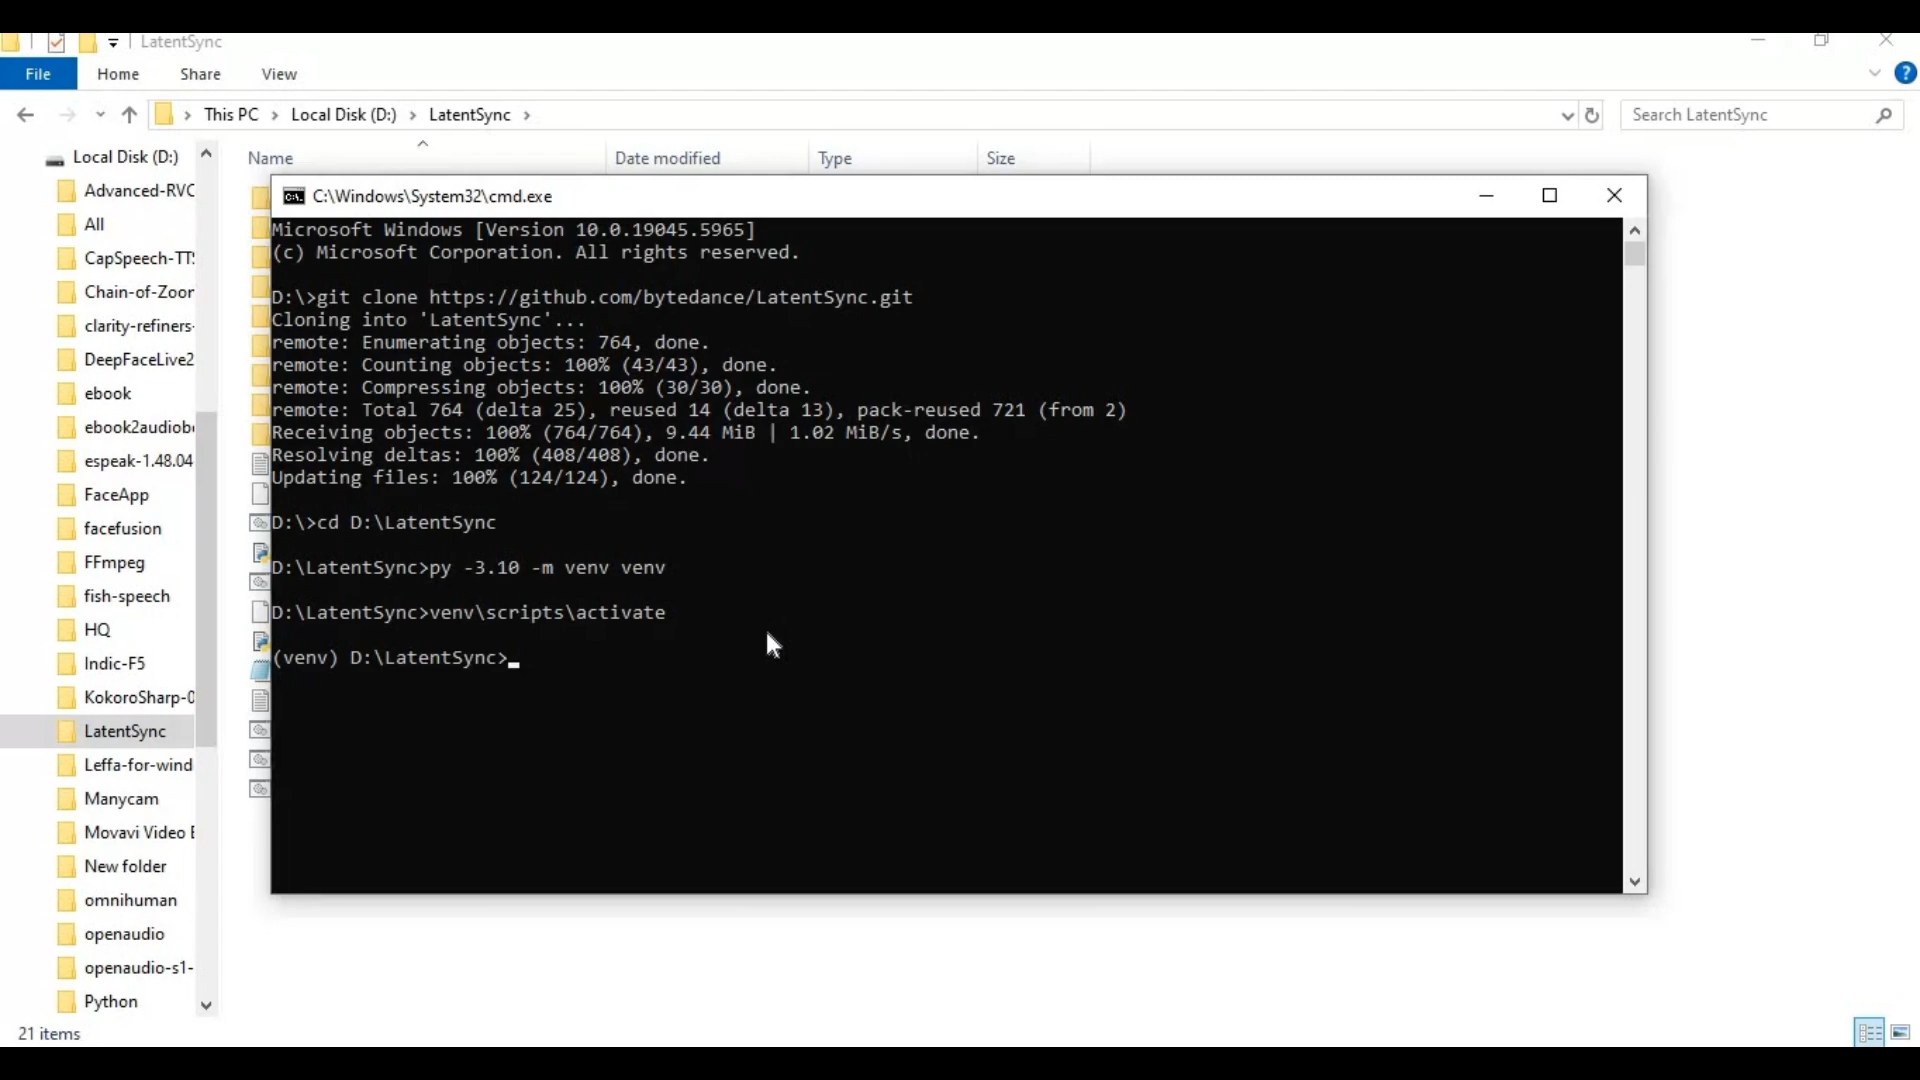 LatentSync
File Home Share View
This PC > Local Disk (D:) > LatentSync >
Search LatentSync
Name Date modified Type Size
Local Disk (D:)
Advanced-RVC
All
CapSpeech-TT
Chain-of-Zoor
clarity-refiners-
DeepFaceLive2
ebook
ebook2audiob
espeak-1.48.04
FaceApp
facefusion
FFmpeg
fish-speech
HQ
Indic-F5
KokoroSharp-0
LatentSync
Leffa-for-wind
Manycam
Movavi Video E
New folder
omnihuman
openaudio
openaudio-s1-
Python
21 items
C:\Windows\System32\cmd.exe
Microsoft Windows [Version 10.0.19045.5965]
(c) Microsoft Corporation. All rights reserved.
D:\>git clone https://github.com/bytedance/LatentSync.git
Cloning into 'LatentSync'...
remote: Enumerating objects: 764, done.
remote: Counting objects: 100% (43/43), done.
remote: Compressing objects: 100% (30/30), done.
remote: Total 764 (delta 25), reused 14 (delta 13), pack-reused 721 (from 2)
Receiving objects: 100% (764/764), 9.44 MiB | 1.02 MiB/s, done.
Resolving deltas: 100% (408/408), done.
Updating files: 100% (124/124), done.
D:\>cd D:\LatentSync
D:\LatentSync>py -3.10 -m venv venv
D:\LatentSync>venv\scripts\activate
(venv) D:\LatentSync>